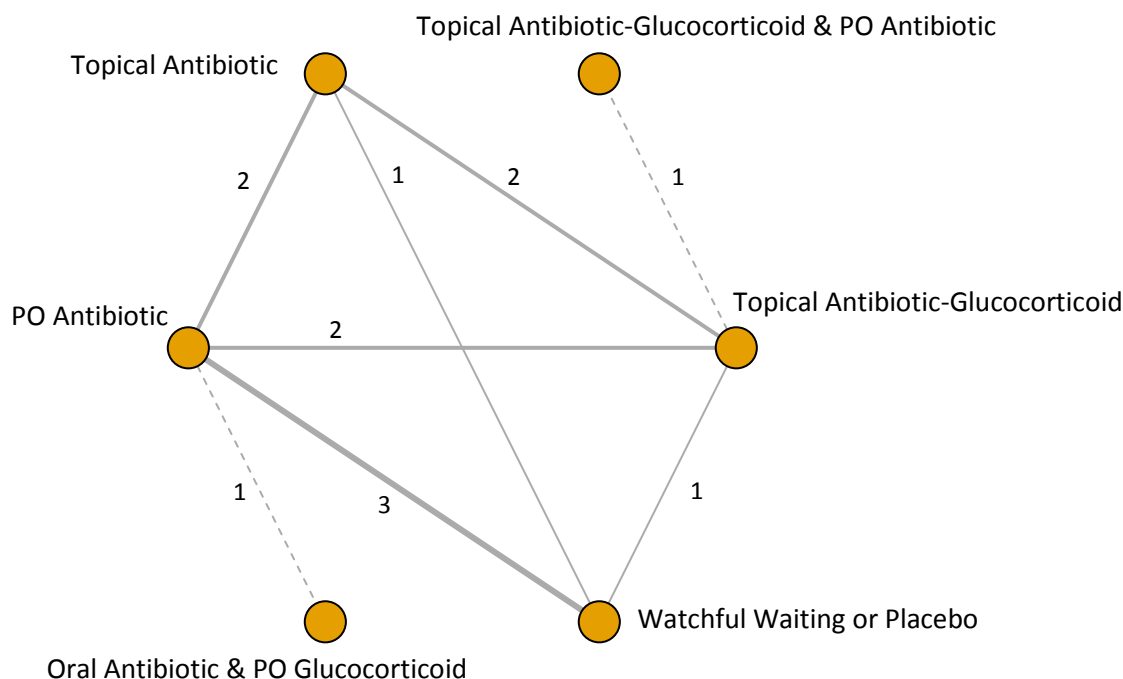 Topical Antibiotic-Glucocorticoid & PO Antibiotic
Topical Antibiotic
2
1
2
1
Topical Antibiotic-Glucocorticoid
PO Antibiotic
2
1
3
1
Watchful Waiting or Placebo
Oral Antibiotic & PO Glucocorticoid